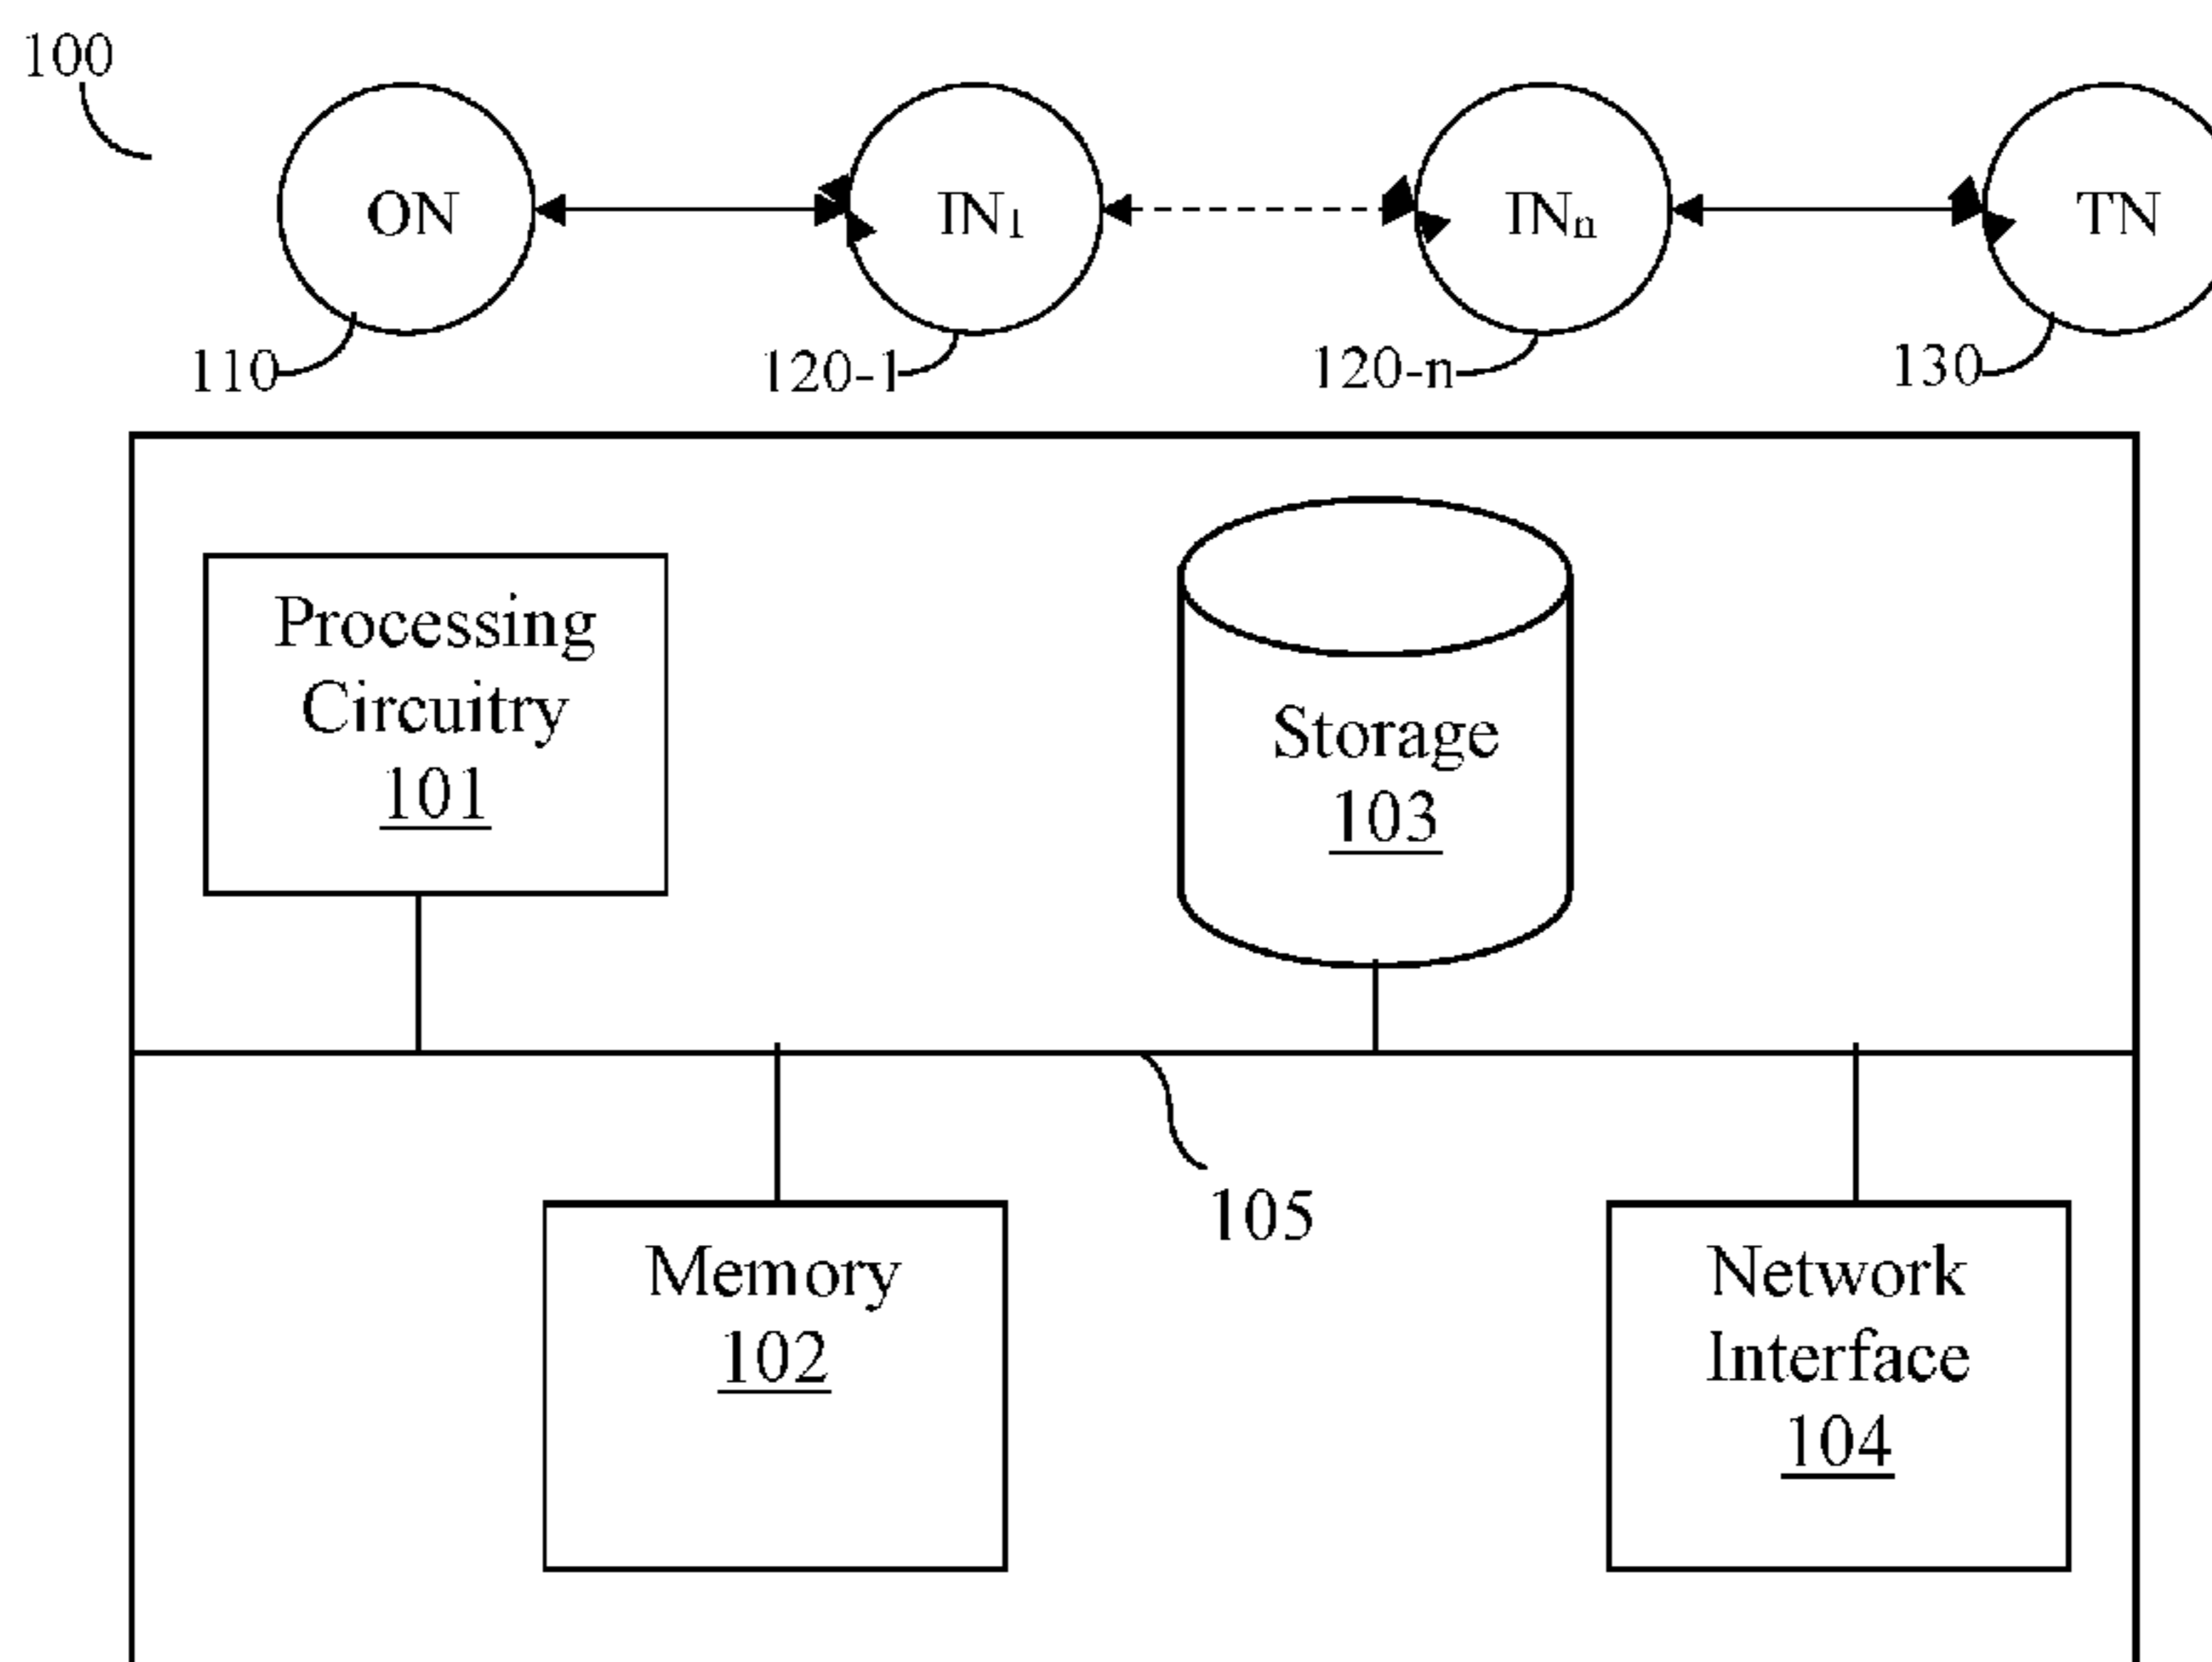 100
ON
IN1
INn
TN
110
120-1
120-n
130
Processing
Circuitry
101
Storage
103
105
Memory
102
Network
Interface
104